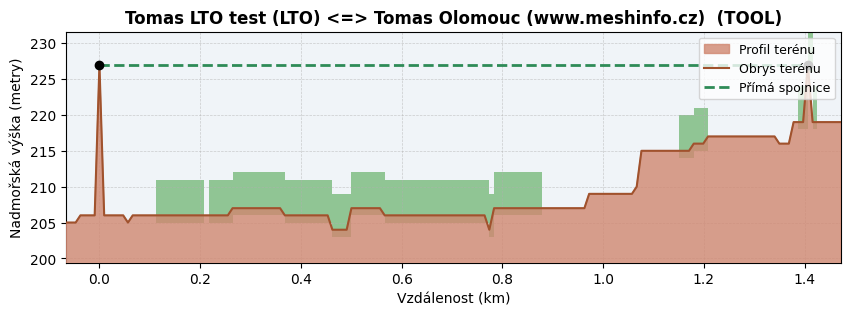 Tomas LTO test (LTO) <=> Tomas Olomouc (www.meshinfo.cz)  (TOOL)
Nadmořská výška (metry)
230
225
220
215
210
205
200
Profil terénu
Obrys terénu
Přímá spojnice
0.0 0.2 0.4 0.6 0.8 1.0 1.2 1.4
Vzdálenost (km)